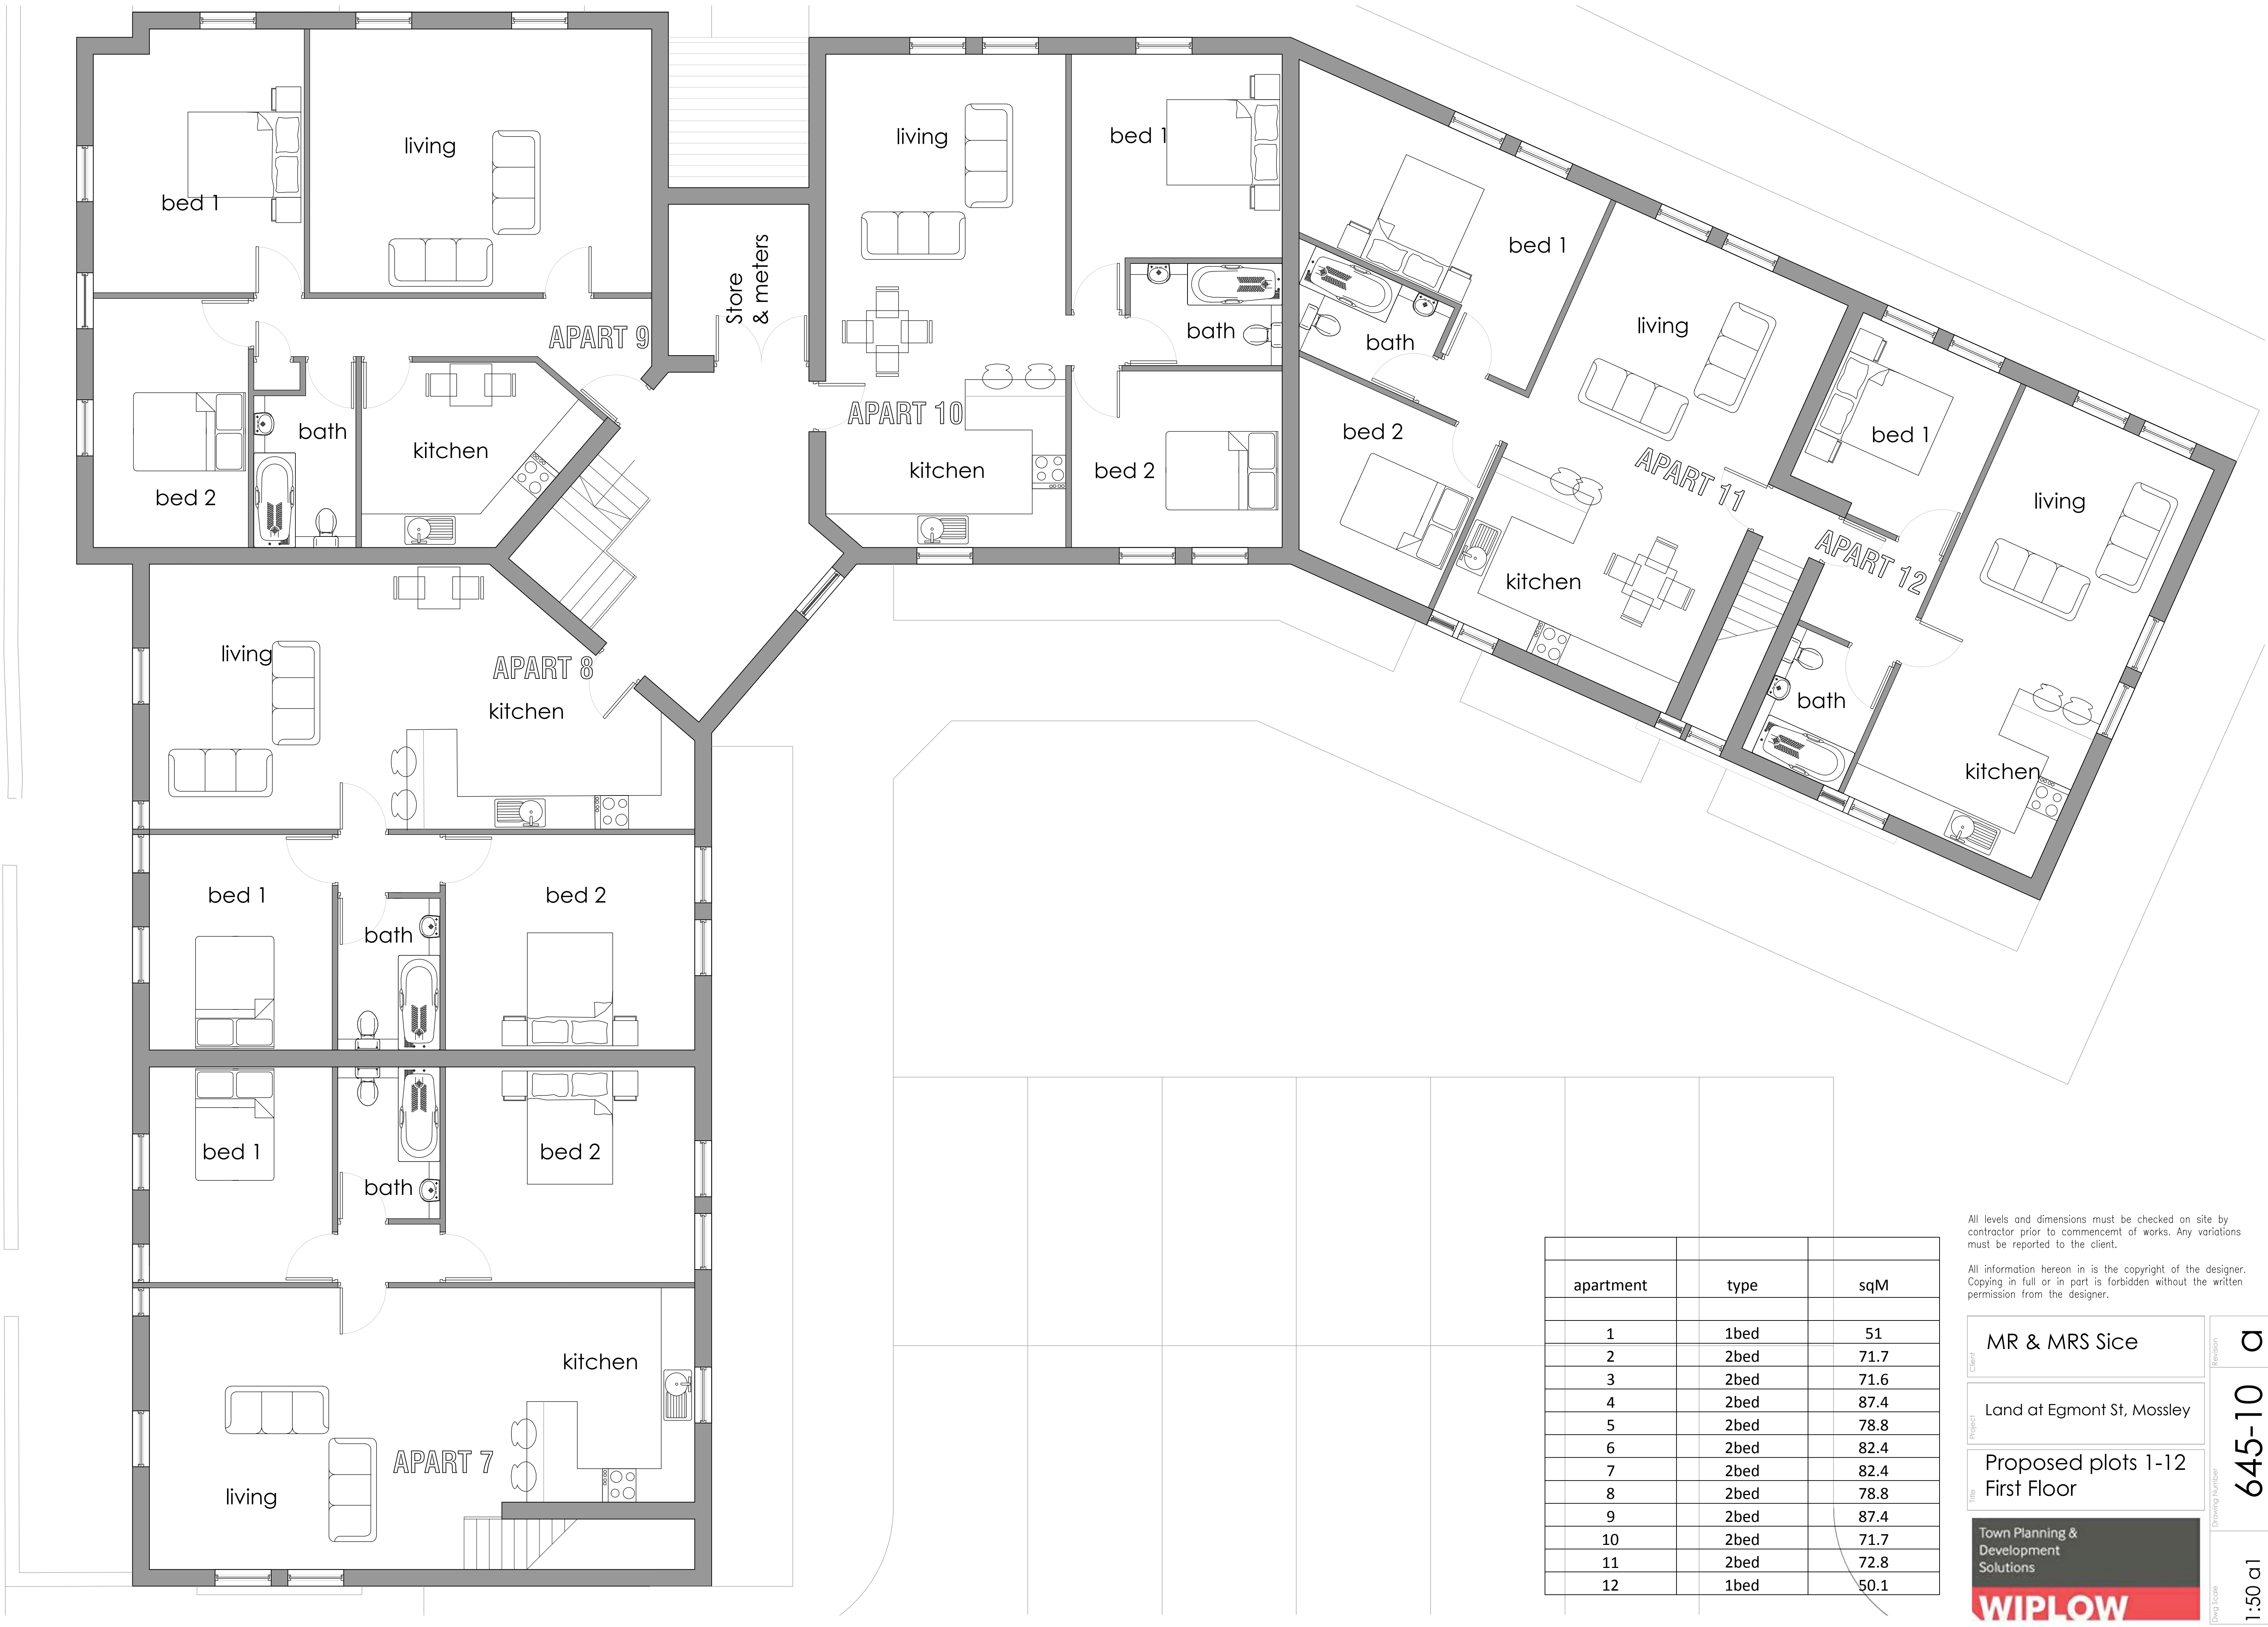 living
bed 1
APART 9
bed 2
bath
kitchen
Store
& meters
living
bed 1
bath
APART 10
kitchen
bed 2
bed 1
bath
bed 2
living
APART 11
kitchen
bed 1
living
APART 12
bath
kitchen
living
APART 8
kitchen
bed 1
bed 2
bath
bed 1
bed 2
bath
kitchen
APART 7
living
apartment type sqM
1 1bed 51
2 2bed 71.7
3 2bed 71.6
4 2bed 87.4
5 2bed 78.8
6 2bed 82.4
7 2bed 82.4
8 2bed 78.8
9 2bed 87.4
10 2bed 71.7
11 2bed 72.8
12 1bed 50.1
All levels and dimensions must be checked on site by
contractor prior to commencemt of works. Any variations
must be reported to the client.
All information hereon in is the copyright of the designer.
Copying in full or in part is forbidden without the written
permission from the designer.
Client
MR & MRS Sice
Project
Land at Egmont St, Mossley
Title
Proposed plots 1-12
First Floor
Revision
a
Drawing Number
645-10
Dwg Scale
1:50 a1
Town Planning &
Development
Solutions
WIPLOW